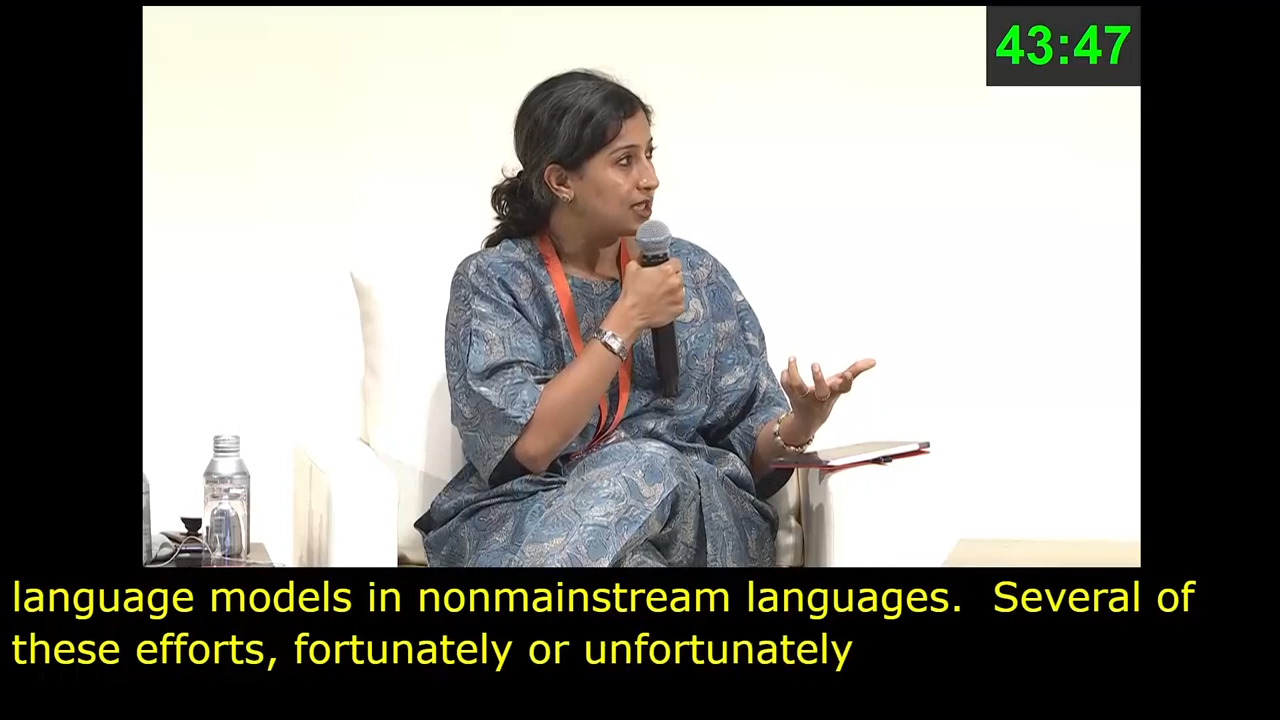 43:47
language models in nonmainstream languages.  Several of
these efforts, fortunately or unfortunately